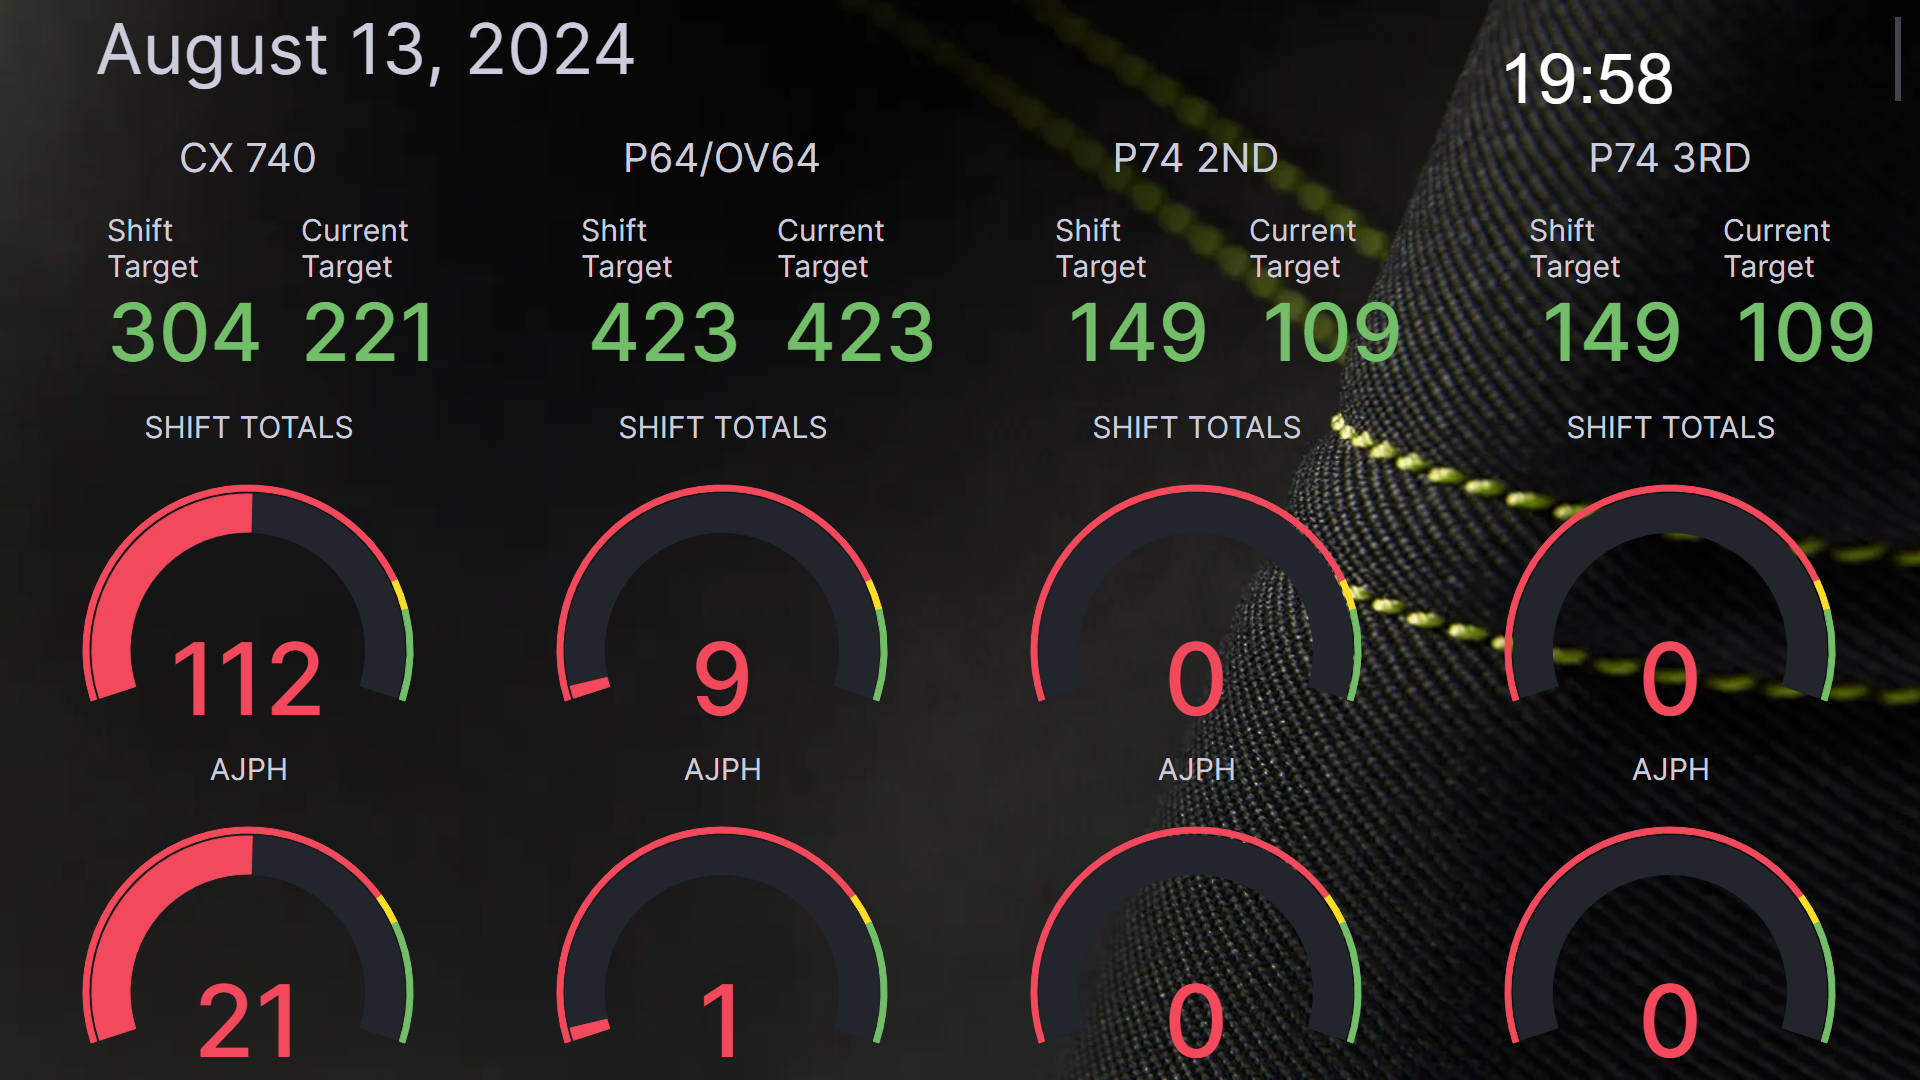 August 13, 2024
19:58
CX 740
P64/OV64
P74 2ND
P74 3RD
Shift Target
Current Target
Shift Target
Current Target
Shift Target
Current Target
Shift Target
Current Target
304
221
423
423
149
109
149
109
SHIFT TOTALS
SHIFT TOTALS
SHIFT TOTALS
SHIFT TOTALS
112
9
0
0
AJPH
AJPH
AJPH
AJPH
21
1
0
0